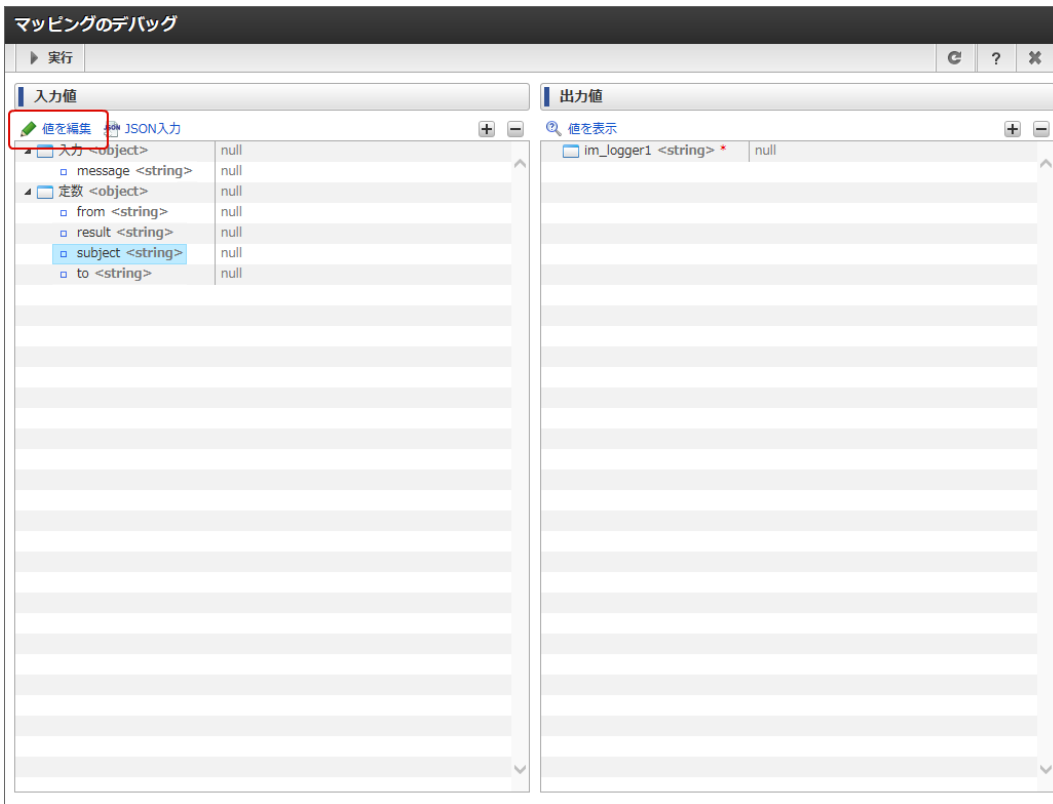 マッピングのデバッグ
実行
?
入力値
出力値
値を編集 JSON入力
値を表示
入力 <object> null
message <string> null
定数 <object> null
from <string> null
result <string> null
subject <string> null
to <string> null
im_logger1 <string> * null